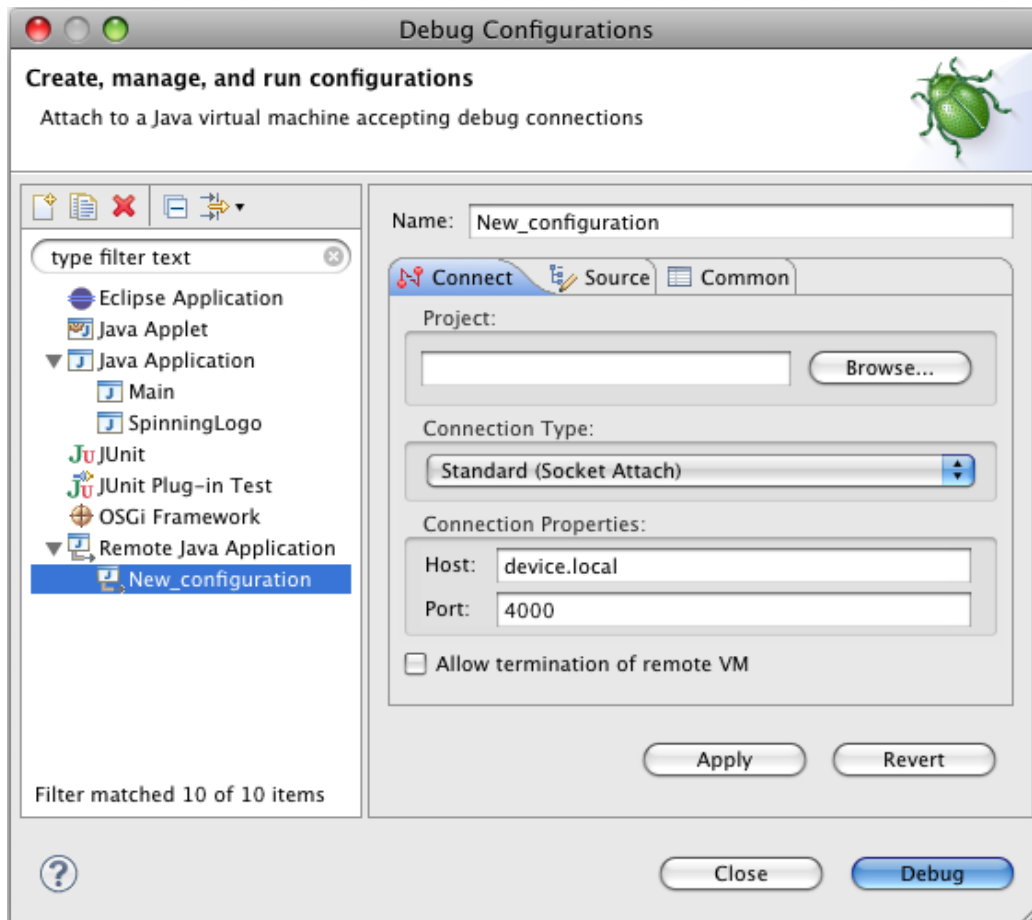 Debug Configurations
Create, manage, and run configurations
Attach to a Java virtual machine accepting debug connections
type filter text
Eclipse Application
Java Applet
Java Application
Main
SpinningLogo
JUnit
JUnit Plug-in Test
OSGi Framework
Remote Java Application
New_configuration
Filter matched 10 of 10 items
Name: New_configuration
Connect Source Common
Project:
Browse...
Connection Type:
Standard (Socket Attach)
Connection Properties:
Host: device.local
Port: 4000
Allow termination of remote VM
Apply Revert
? Close Debug